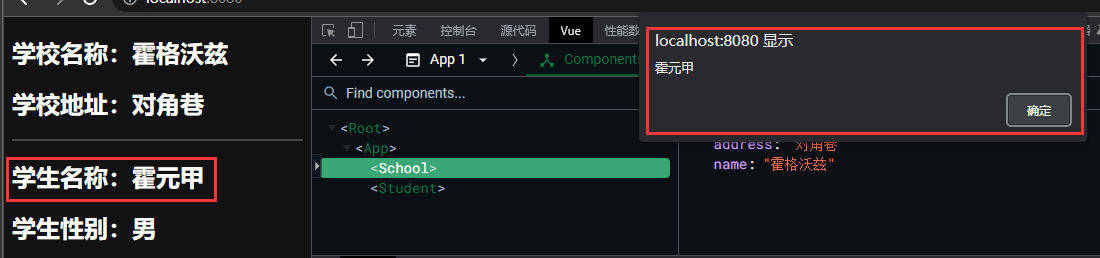 localhost:8080
学校名称：霍格沃兹
学校地址：对角巷
学生名称：霍元甲
学生性别：男
元素 控制台 源代码 Vue 性能数
App 1 Components
Find components...
<Root>
<App>
<School>
<Student>
localhost:8080 显示
霍元甲
确定
address: "对角巷"
name: "霍格沃兹"